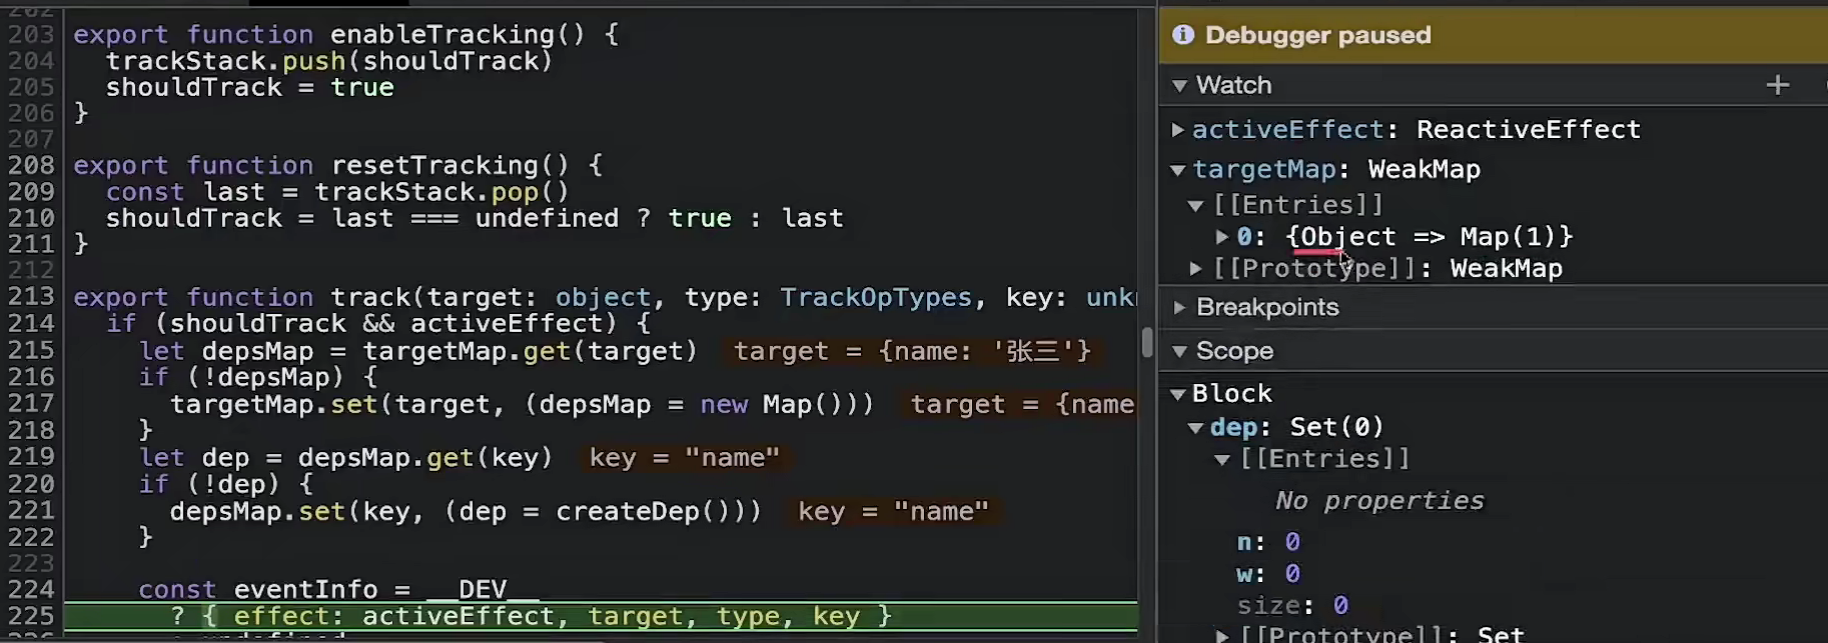 202
203 export function enableTracking() {
204 trackStack.push(shouldTrack)
205 shouldTrack = true
206 }
207
208 export function resetTracking() {
209 const last = trackStack.pop()
210 shouldTrack = last === undefined ? true : last
211 }
212
213 export function track(target: object, type: TrackOpTypes, key: unk
214 if (shouldTrack && activeEffect) {
215 let depsMap = targetMap.get(target) target = {name: '张三'}
216 if (!depsMap) {
217 targetMap.set(target, (depsMap = new Map())) target = {name
218 }
219 let dep = depsMap.get(key) key = "name"
220 if (!dep) {
221 depsMap.set(key, (dep = createDep())) key = "name"
222 }
223
224 const eventInfo = __DEV__
225 ? { effect: activeEffect, target, type, key }
226 : undefined
Debugger paused
Watch
activeEffect: ReactiveEffect
targetMap: WeakMap
[[Entries]]
0: {Object => Map(1)}
[[Prototype]]: WeakMap
Breakpoints
Scope
Block
dep: Set(0)
[[Entries]]
No properties
n: 0
w: 0
size: 0
[[Prototype]]: Set